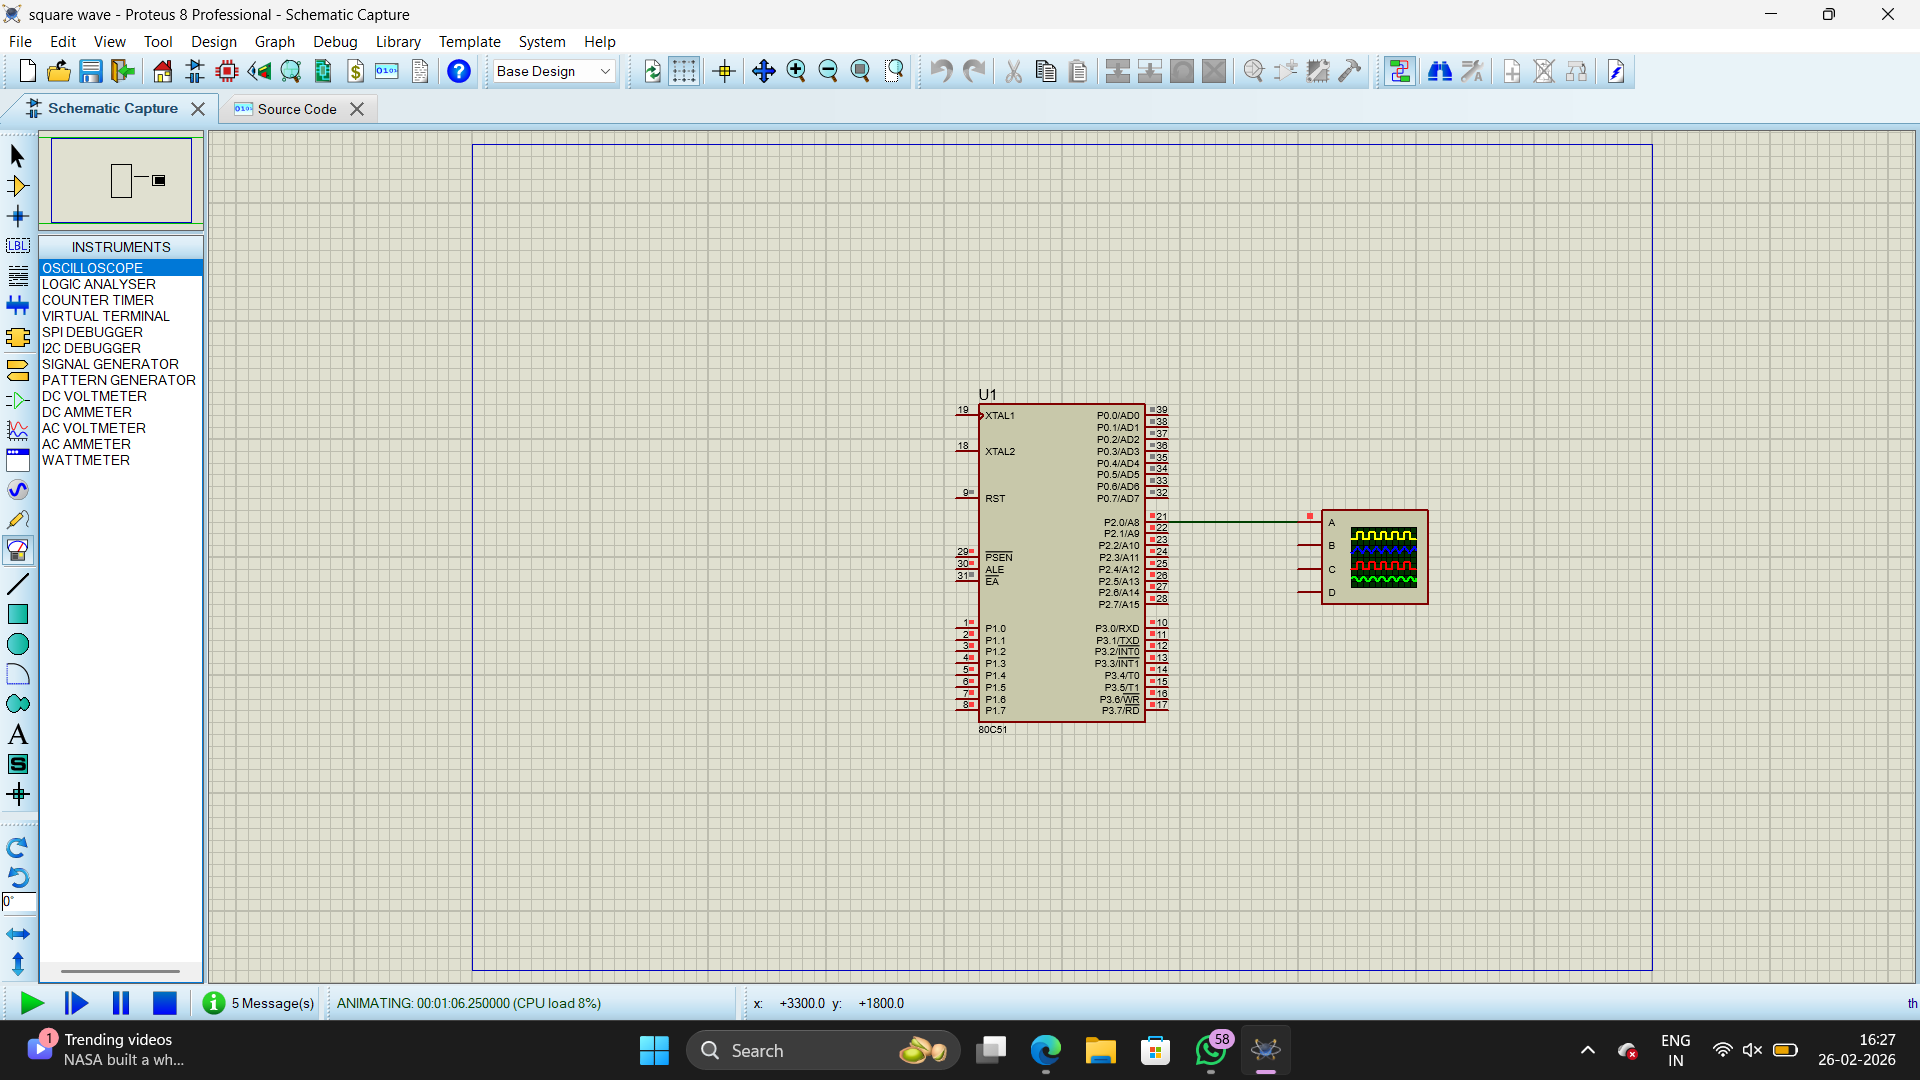 square wave - Proteus 8 Professional - Schematic Capture
File Edit View Tool Design Graph Debug Library Template System Help
Base Design
Schematic Capture
Source Code
INSTRUMENTS
OSCILLOSCOPE
LOGIC ANALYSER
COUNTER TIMER
VIRTUAL TERMINAL
SPI DEBUGGER
I2C DEBUGGER
SIGNAL GENERATOR
PATTERN GENERATOR
DC VOLTMETER
DC AMMETER
AC VOLTMETER
AC AMMETER
WATTMETER
LBL
A
S
0°
U1
19 XTAL1 P0.0/AD0 39
P0.1/AD1 38
P0.2/AD2 37
18 XTAL2 P0.3/AD3 36
P0.4/AD4 35
P0.5/AD5 34
P0.6/AD6 33
9 RST P0.7/AD7 32
P2.0/A8 21 A
P2.1/A9 22
P2.2/A10 23 B
29 PSEN P2.3/A11 24
30 ALE P2.4/A12 25 C
31 EA P2.5/A13 26
P2.6/A14 27 D
P2.7/A15 28
1 P1.0 P3.0/RXD 10
2 P1.1 P3.1/TXD 11
3 P1.2 P3.2/INT0 12
4 P1.3 P3.3/INT1 13
5 P1.4 P3.4/T0 14
6 P1.5 P3.5/T1 15
7 P1.6 P3.6/WR 16
8 P1.7 P3.7/RD 17
80C51
5 Message(s) ANIMATING: 00:01:06.250000 (CPU load 8%) x: +3300.0 y: +1800.0 th
1
Trending videos
NASA built a wh...
Search
58
ENG
IN
16:27
26-02-2026